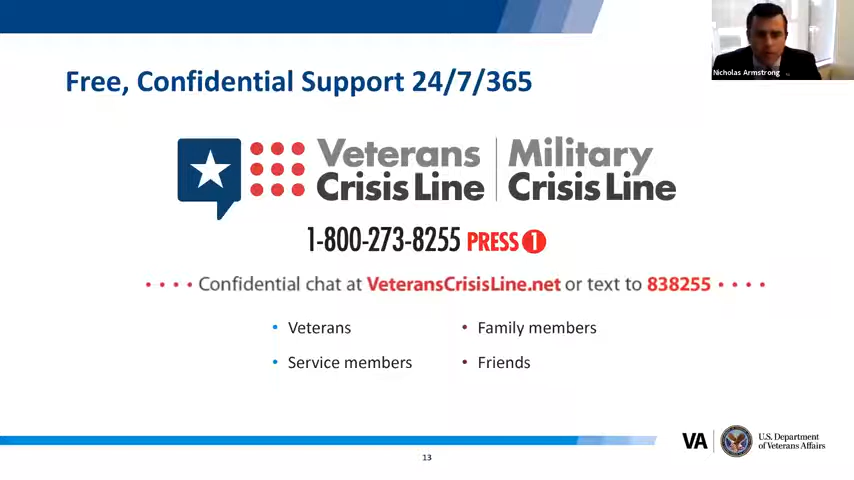 Nicholas Armstrong
Free, Confidential Support 24/7/365
Veterans Crisis Line | Military Crisis Line
1-800-273-8255 PRESS 1
• • • • Confidential chat at VeteransCrisisLine.net or text to 838255 • • • •
• Veterans
• Service members
• Family members
• Friends
VA
U.S. Department
of Veterans Affairs
13